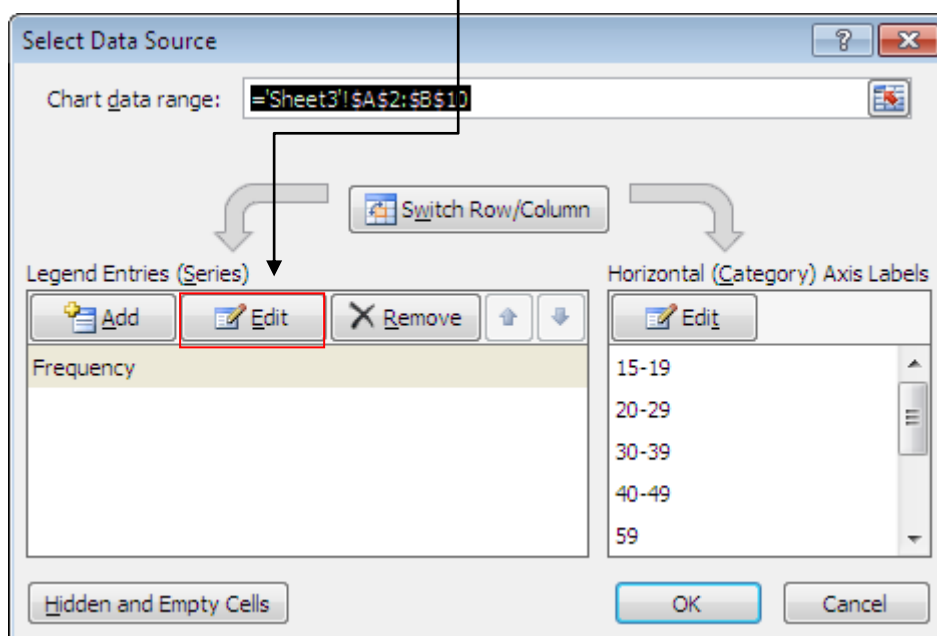 Select Data Source
Chart data range: ='Sheet3'!$A$2:$B$10
Switch Row/Column
Legend Entries (Series)
Add Edit Remove
Frequency
Horizontal (Category) Axis Labels
Edit
15-19
20-29
30-39
40-49
59
Hidden and Empty Cells
OK Cancel